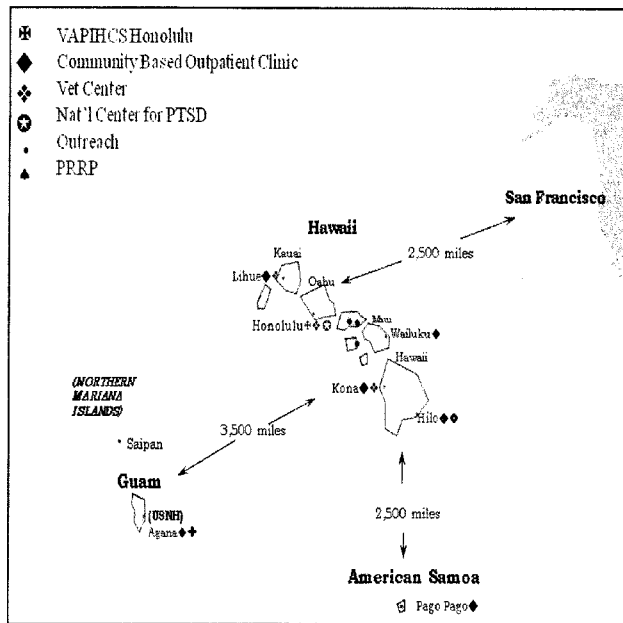 VAPIHCS Honolulu
Community Based Outpatient Clinic
Vet Center
Nat'l Center for PTSD
Outreach
PRRP
San Francisco
Hawaii
2,500 miles
Kauai
Lihue
Oahu
Honolulu
Maui
Wailuku
Hawaii
Kona
Hilo
(NORTHERN
MARIANA
ISLANDS)
3,500 miles
Saipan
Guam
(USNH)
Agana
2,500 miles
American Samoa
Pago Pago